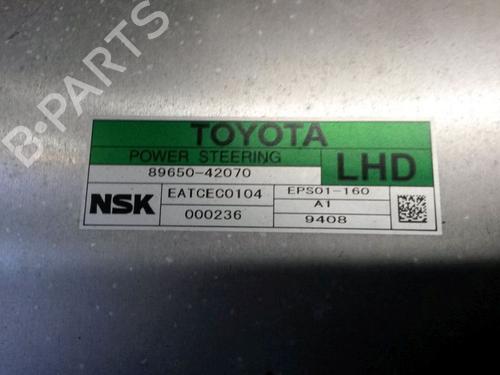 B-PARTS
TOYOTA
POWER STEERING
89650-42070
LHD
NSK
EATCEC0104
000236
EPS01-160
A1
9408